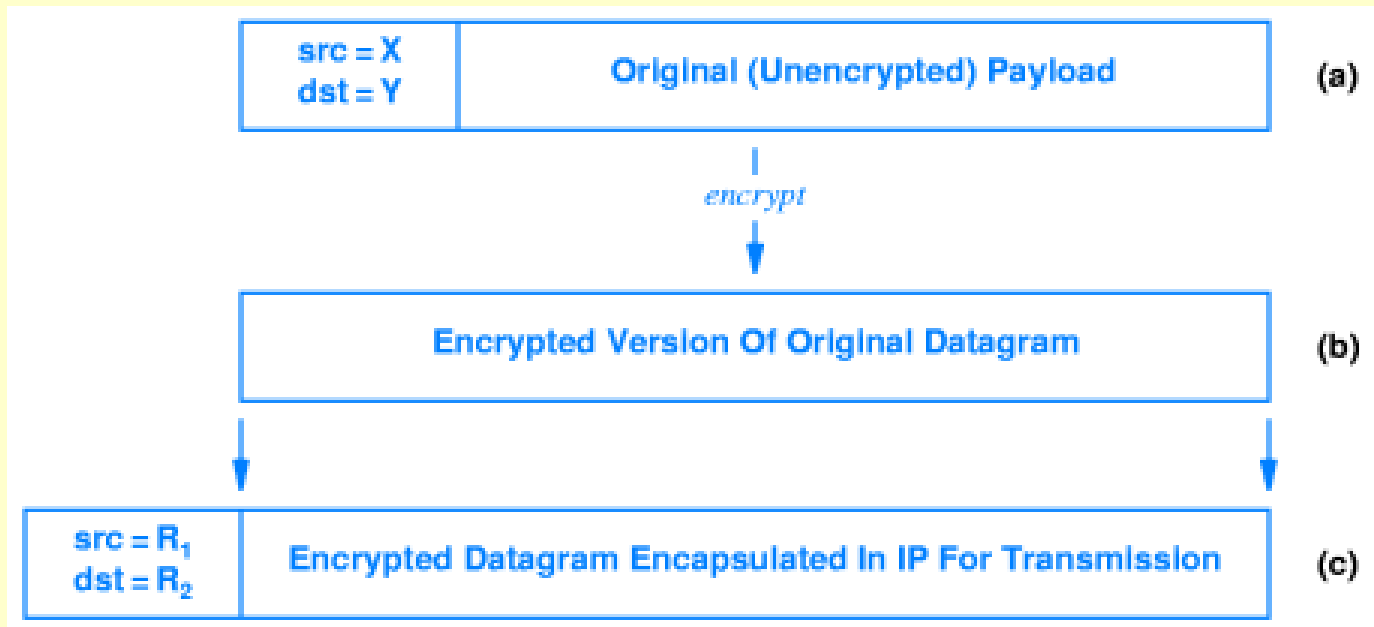 src = X
dst = Y
Original (Unencrypted) Payload
(a)
encrypt
Encrypted Version Of Original Datagram
(b)
src = R₁
dst = R₂
Encrypted Datagram Encapsulated In IP For Transmission
(c)